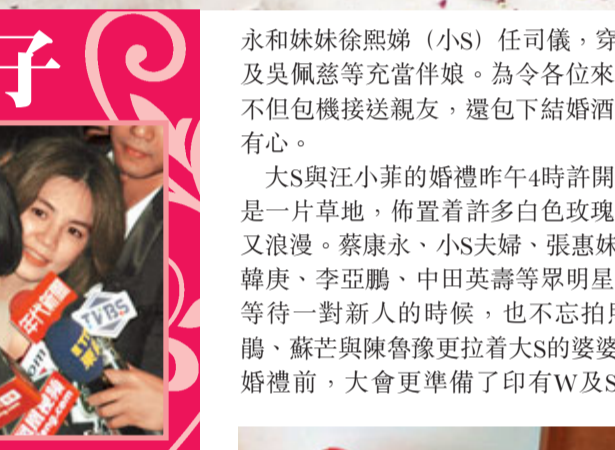 子
永和妹妹徐熙娣（小S）任司儀，穿
及吳佩慈等充當伴娘。為令各位來
不但包機接送親友，還包下結婚酒
有心。
大S與汪小菲的婚禮昨午4時許開
是一片草地，佈置着許多白色玫瑰
又浪漫。蔡康永、小S夫婦、張惠妹
韓庚、李亞鵬、中田英壽等眾明星
等待一對新人的時候，也不忘拍
鵑、蘇芒與陳魯豫更拉着大S的婆婆
婚禮前，大會更準備了印有W及S
年代新聞
TVBS